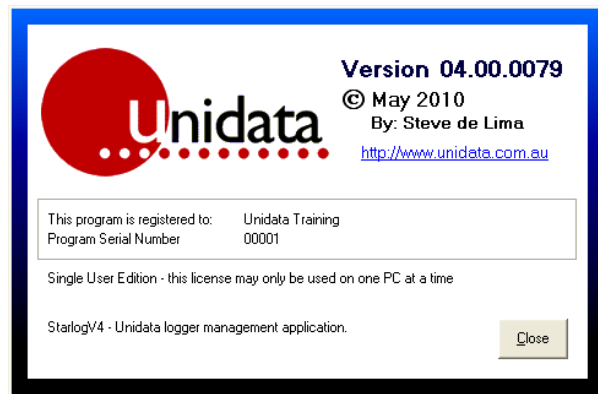 unidata
Version 04.00.0079
© May 2010
By: Steve de Lima
http://www.unidata.com.au
This program is registered to: Unidata Training
Program Serial Number 00001
Single User Edition - this license may only be used on one PC at a time
StarlogV4 - Unidata logger management application.
Close